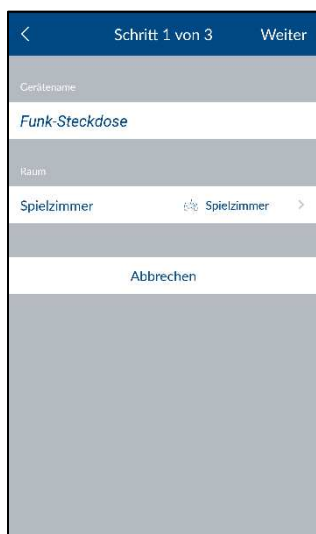 Schritt 1 von 3 Weiter
Gerätename
Funk-Steckdose
Raum
Spielzimmer Spielzimmer
Abbrechen